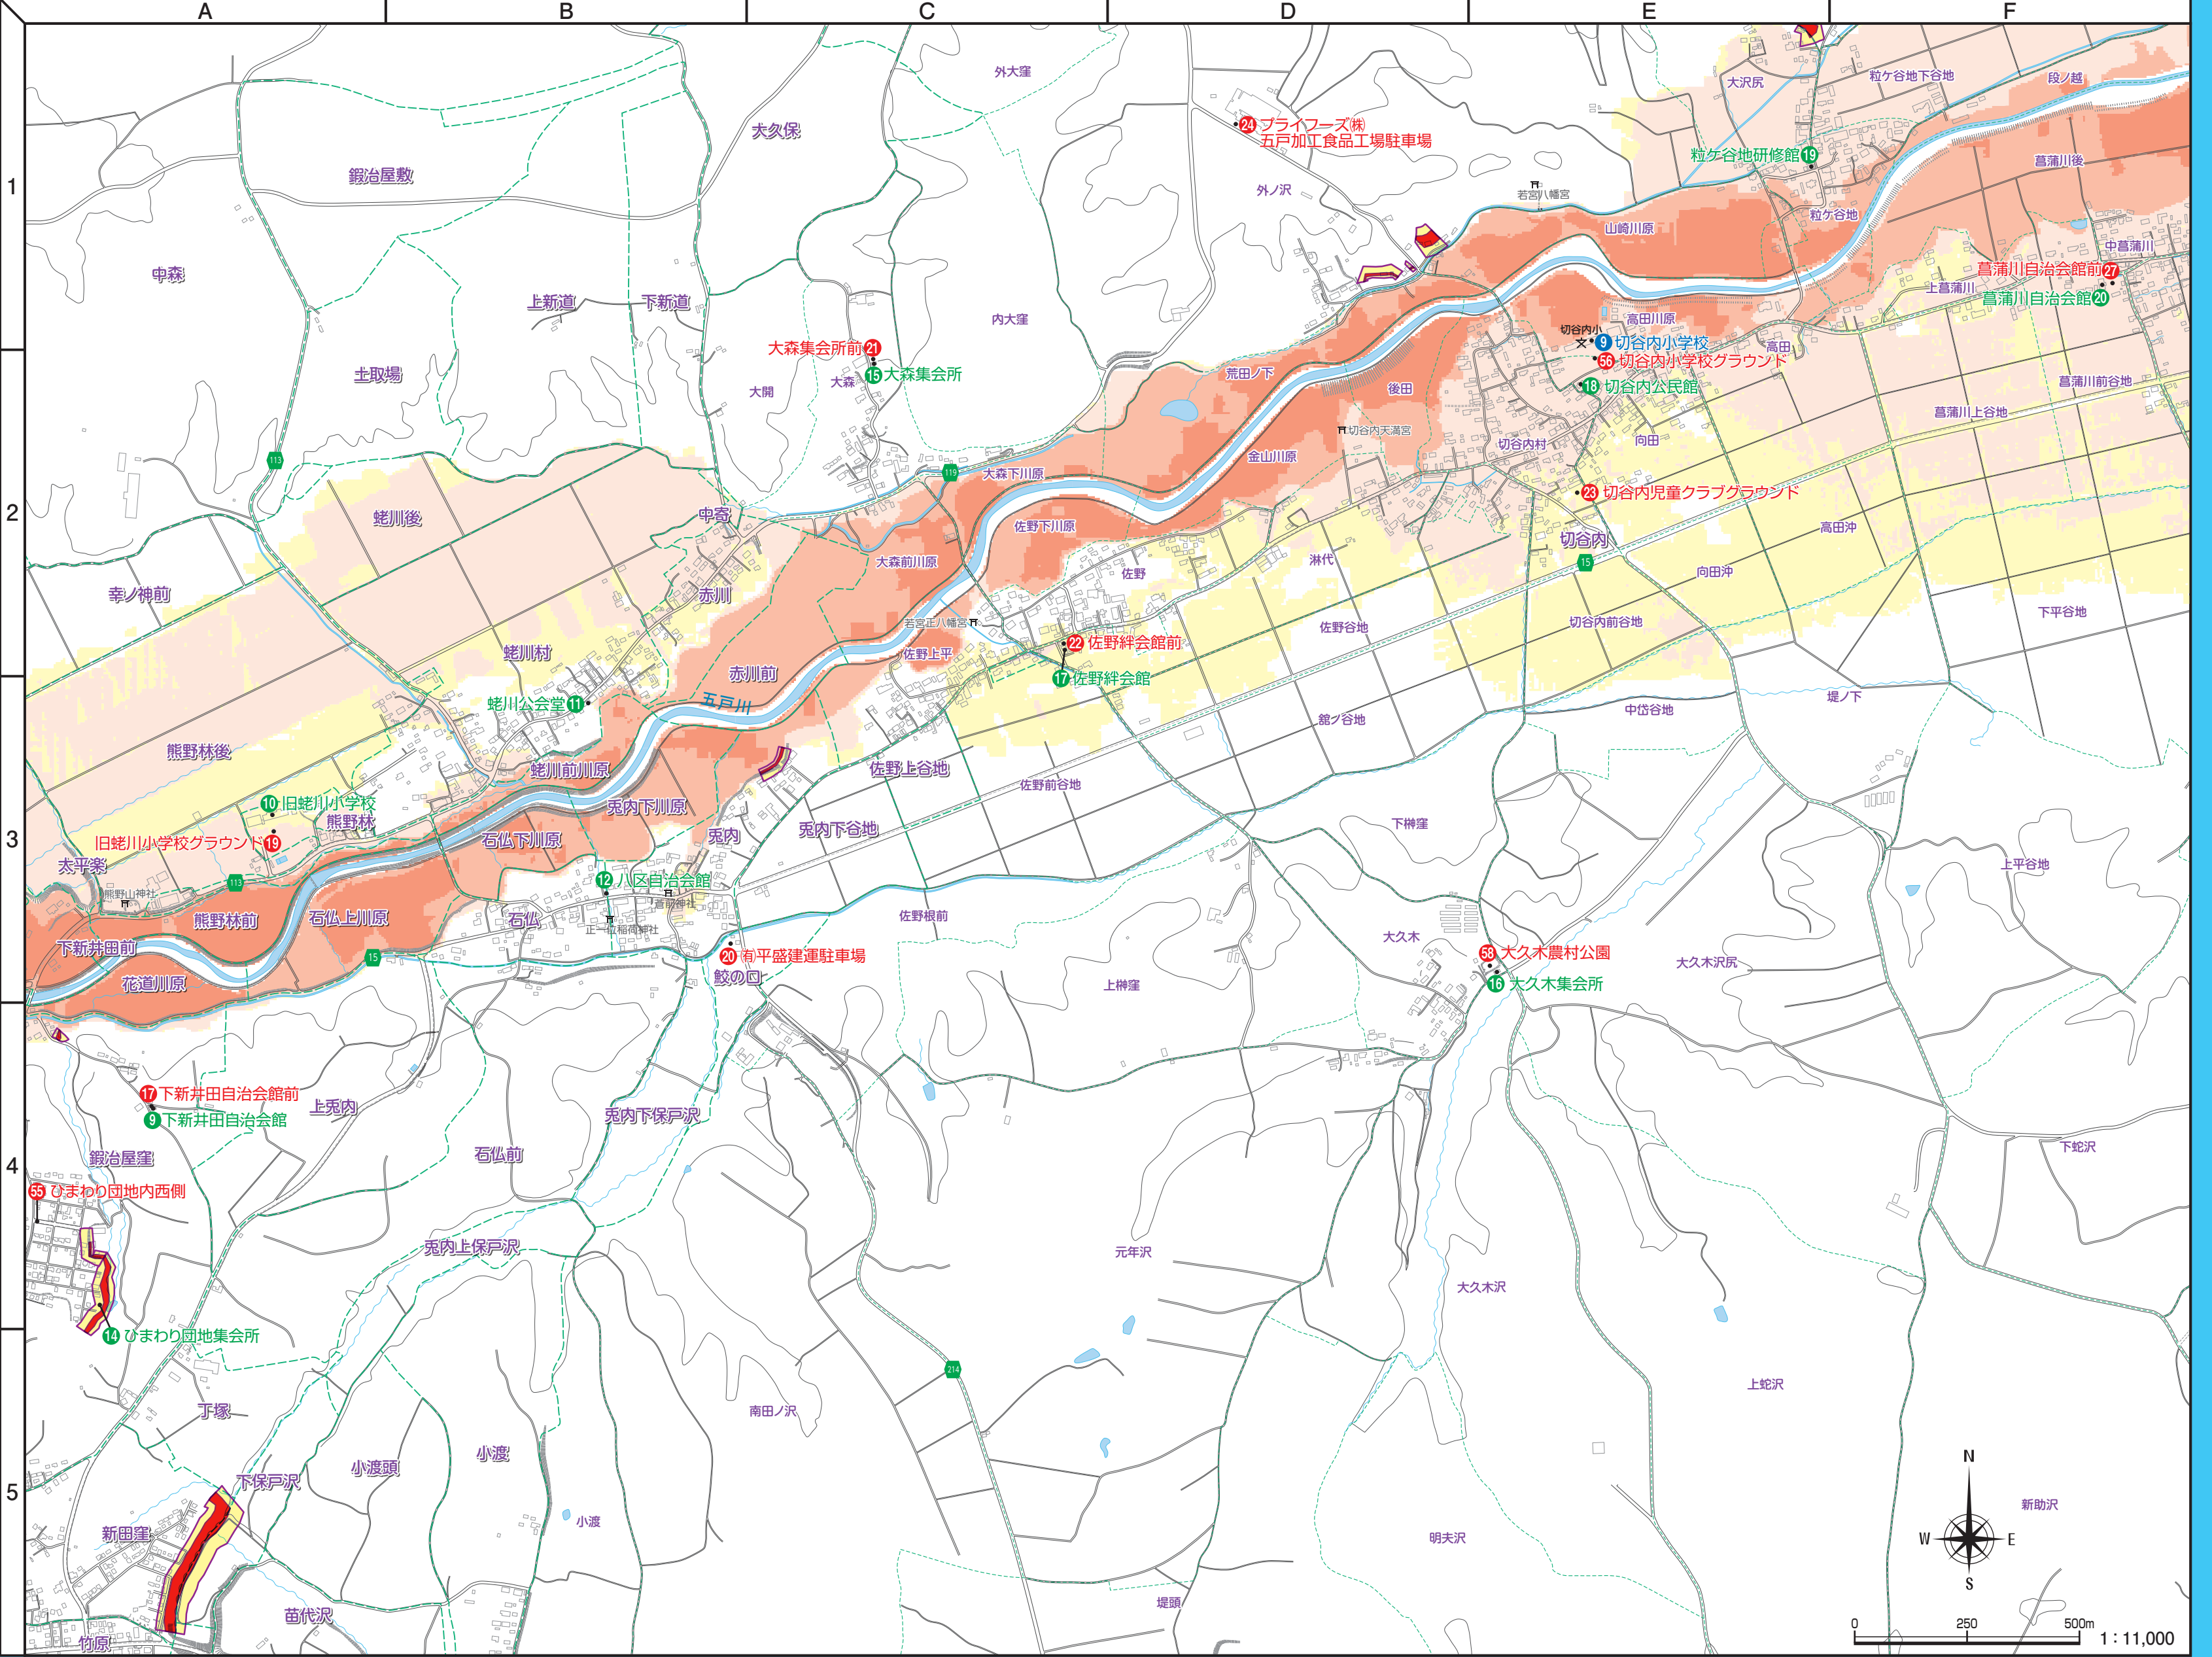 A
B
C
D
E
F
1
2
3
4
5
外大窪
大久保
鍛冶屋敷
24 プライフーズ㈱
五戸加工食品工場駐車場
大沢尻
粒ケ谷地下谷地
段ノ越
粒ケ谷地研修館 19
菖蒲川後
外ノ沢
若宮八幡宮
山崎川原
粒ケ谷地
中菖蒲川
中森
上新道
下新道
内大窪
菖蒲川自治会館前 27
上菖蒲川
菖蒲川自治会館 20
高田川原
切谷内小
9 切谷内小学校
高田
56 切谷内小学校グラウンド
18 切谷内公民館
大森集会所前 21
15 大森集会所
大森
大開
土取場
荒田ノ下
後田
菖蒲川前谷地
菖蒲川上谷地
切谷内天満宮
切谷内村
向田
113
119
大森下川原
金山川原
23 切谷内児童クラブグラウンド
蛯川後
中寄
佐野下川原
高田沖
切谷内
15
大森前川原
淋代
向田沖
佐野
幸ノ神前
赤川
若宮正八幡宮
佐野谷地
切谷内前谷地
下平谷地
蛯川村
佐野上平
22 佐野絆会館前
17 佐野絆会館
赤川前
五戸川
蛯川公会堂 11
舘ノ谷地
中岱谷地
堤ノ下
熊野林後
蛯川前川原
佐野上谷地
佐野前谷地
10 旧蛯川小学校
熊野林
兎内下川原
旧蛯川小学校グラウンド 19
石仏下川原
兎内
兎内下谷地
下榊窪
太平楽
113
熊野山神社
12 八区自治会館
上平谷地
熊野林前
石仏上川原
石仏
正一位稲荷神社
佐野根前
下新井田前
15
大久木
花道川原
20 ㈲平盛建運駐車場
鮫の口
58 大久木農村公園
大久木沢尻
16 大久木集会所
上榊窪
17 下新井田自治会館前
9 下新井田自治会館
上兎内
兎内下保戸沢
石仏前
鍛冶屋窪
下蛇沢
55 ひまわり団地内西側
兎内上保戸沢
元年沢
大久木沢
14 ひまわり団地集会所
214
上蛇沢
丁塚
南田ノ沢
小渡
小渡頭
下保戸沢
新田窪
小渡
明夫沢
新助沢
苗代沢
堤頭
竹原
N
W
E
S
0
250
500m
1：11,000